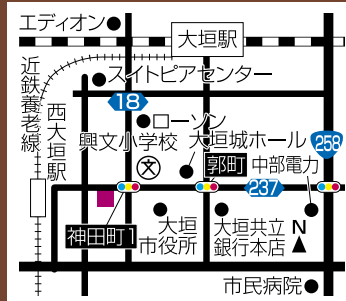 エディオン
大垣駅
近鉄養老線
スイトピアセンター
西大垣駅
18
ローソン
興文小学校
大垣城ホール
258
文
郭町
中部電力
237
神田町1
大垣
市役所
大垣共立
銀行本店
N
市民病院